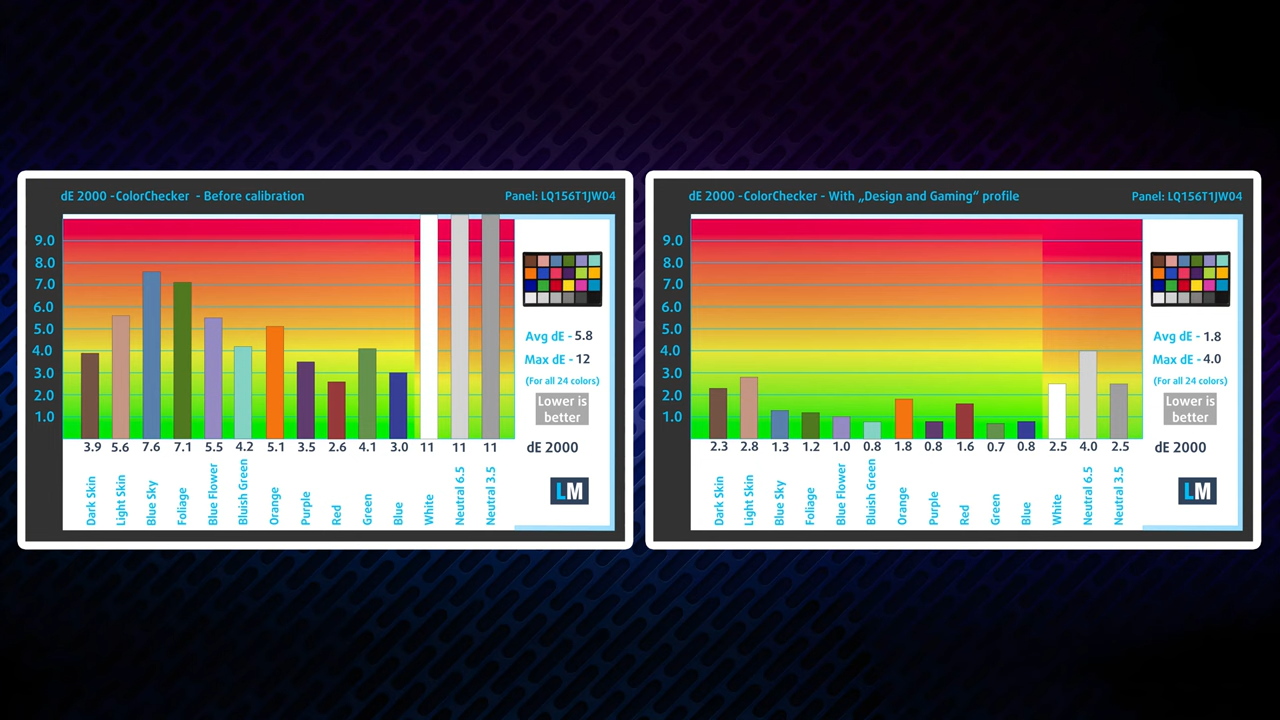 dE 2000 -ColorChecker - Before calibration
Panel: LQ156T1JW04
9.0
8.0
7.0
6.0
5.0
4.0
3.0
2.0
1.0
Avg dE - 5.8
Max dE - 12
(For all 24 colors)
Lower is
better
3.9 5.6 7.6 7.1 5.5 4.2 5.1 3.5 2.6 4.1 3.0 11 11 11
dE 2000
Dark Skin
Light Skin
Blue Sky
Foliage
Blue Flower
Bluish Green
Orange
Purple
Red
Green
Blue
White
Neutral 6.5
Neutral 3.5
LM
dE 2000 -ColorChecker - With „Design and Gaming“ profile
Panel: LQ156T1JW04
9.0
8.0
7.0
6.0
5.0
4.0
3.0
2.0
1.0
Avg dE - 1.8
Max dE - 4.0
(For all 24 colors)
Lower is
better
2.3 2.8 1.3 1.2 1.0 0.8 1.8 0.8 1.6 0.7 0.8 2.5 4.0 2.5
dE 2000
Dark Skin
Light Skin
Blue Sky
Foliage
Blue Flower
Bluish Green
Orange
Purple
Red
Green
Blue
White
Neutral 6.5
Neutral 3.5
LM